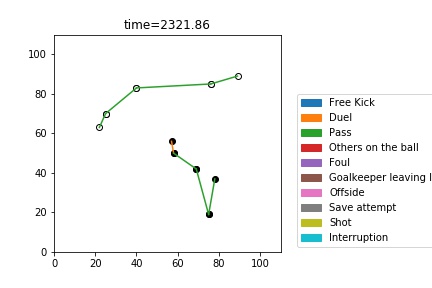 time=2321.86
100
80
60
40
20
0
0 20 40 60 80 100
Free Kick
Duel
Pass
Others on the ball
Foul
Goalkeeper leaving l
Offside
Save attempt
Shot
Interruption